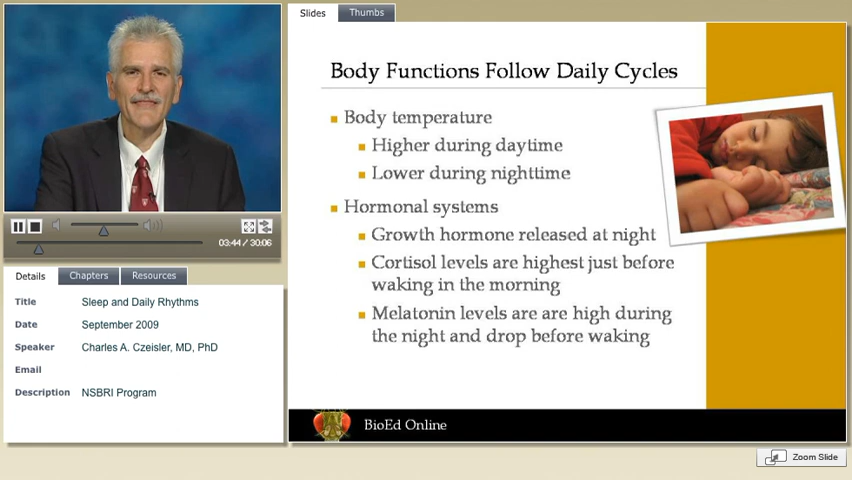 Slides Thumbs
Body Functions Follow Daily Cycles
Body temperature
Higher during daytime
Lower during nighttime
Hormonal systems
Growth hormone released at night
Cortisol levels are highest just before
waking in the morning
Melatonin levels are are high during
the night and drop before waking
BioEd Online
03:44 / 30:06
Details Chapters Resources
Title Sleep and Daily Rhythms
Date September 2009
Speaker Charles A. Czeisler, MD, PhD
Email
Description NSBRI Program
Zoom Slide